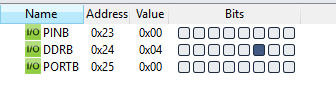 Name Address Value Bits
I/O PINB 0x23 0x00
I/O DDRB 0x24 0x04
I/O PORTB 0x25 0x00